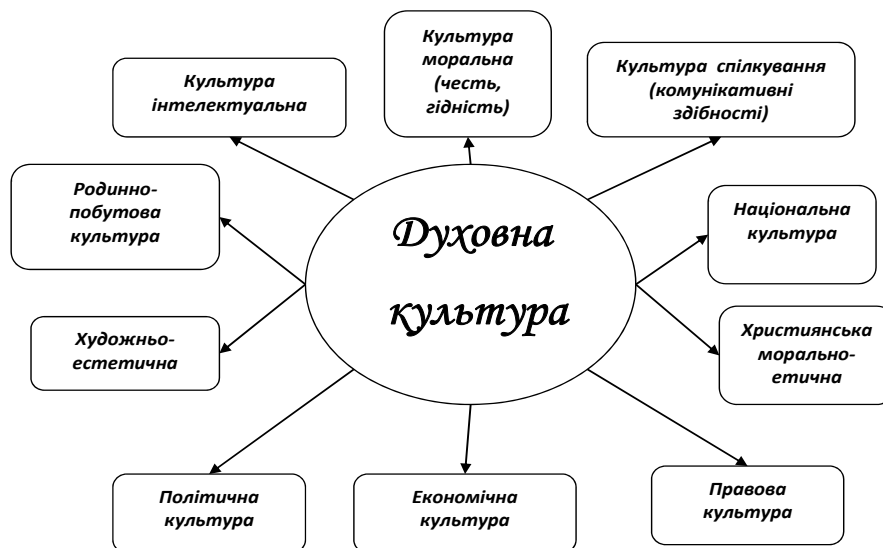 Культура
моральна
(честь,
гідність)
Культура
інтелектуальна
Культура спілкування
(комунікативні
здібності)
Родинно-
побутова
культура
Духовна
культура
Національна
культура
Художньо-
естетична
Християнська
морально-
етична
Політична
культура
Економічна
культура
Правова
культура